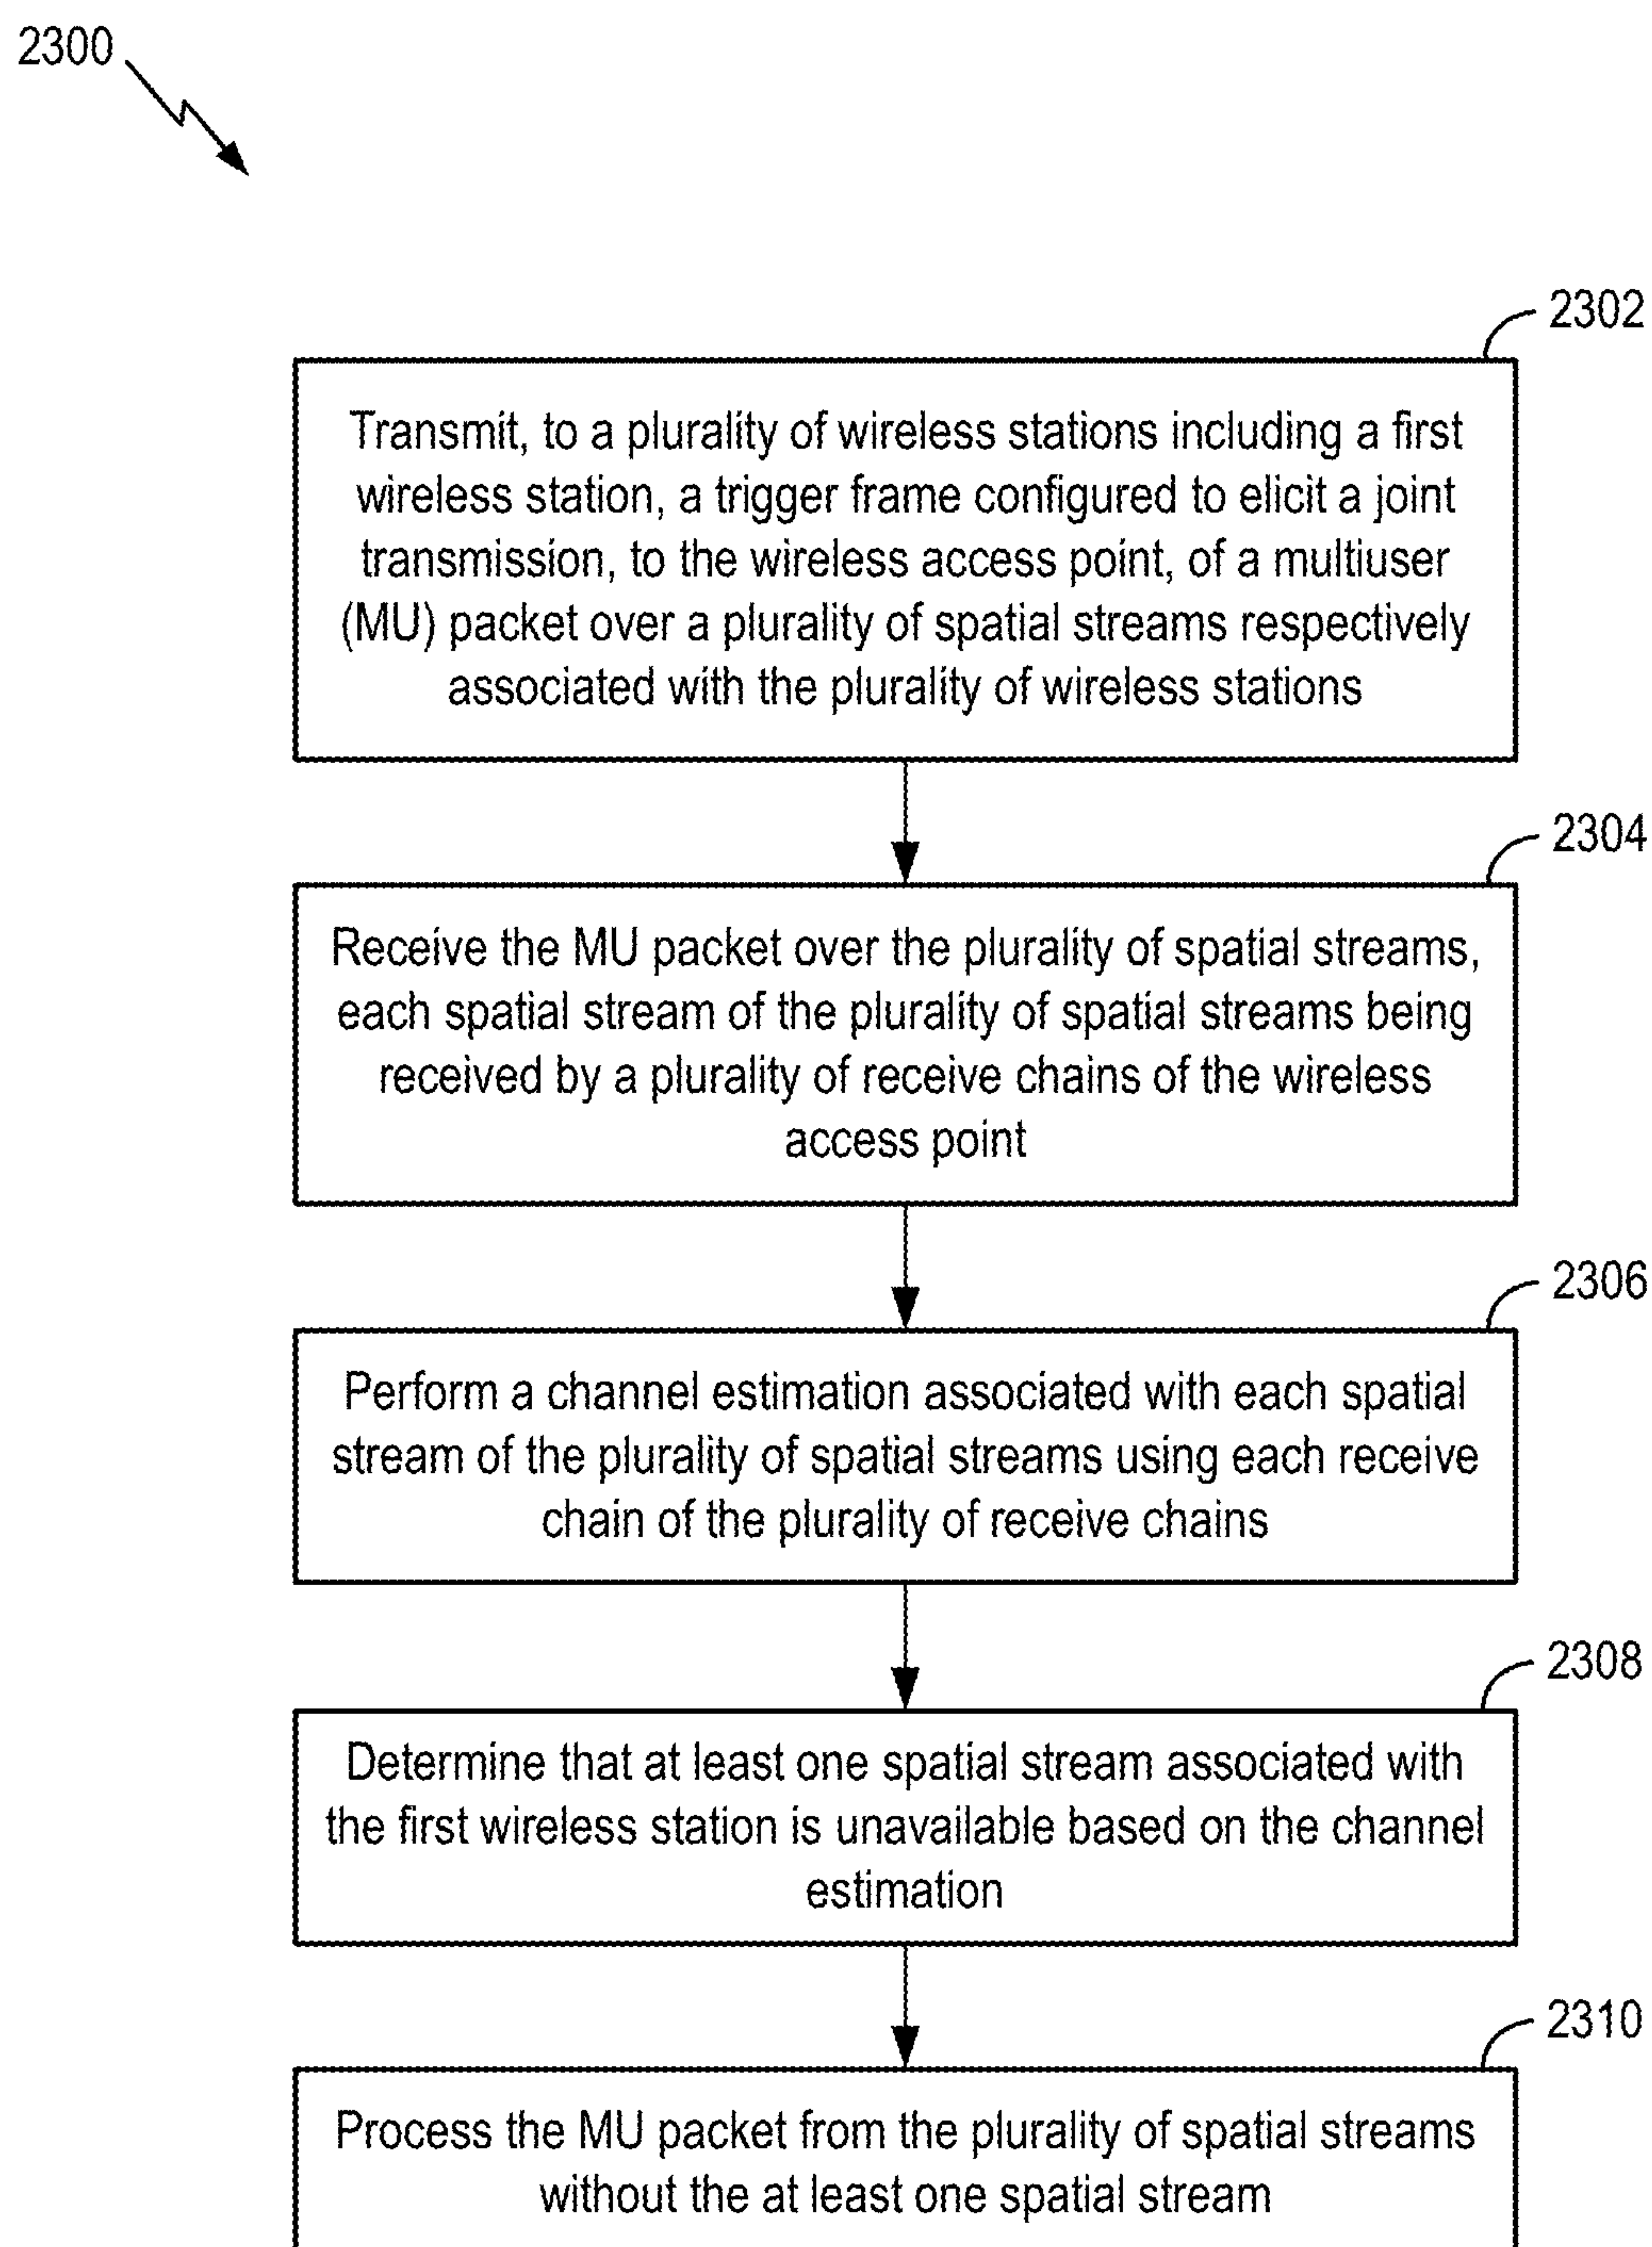 2300
2302
Transmit, to a plurality of wireless stations including a first
wireless station, a trigger frame configured to elicit a joint
transmission, to the wireless access point, of a multiuser
(MU) packet over a plurality of spatial streams respectively
associated with the plurality of wireless stations
2304
Receive the MU packet over the plurality of spatial streams,
each spatial stream of the plurality of spatial streams being
received by a plurality of receive chains of the wireless
access point
2306
Perform a channel estimation associated with each spatial
stream of the plurality of spatial streams using each receive
chain of the plurality of receive chains
2308
Determine that at least one spatial stream associated with
the first wireless station is unavailable based on the channel
estimation
2310
Process the MU packet from the plurality of spatial streams
without the at least one spatial stream